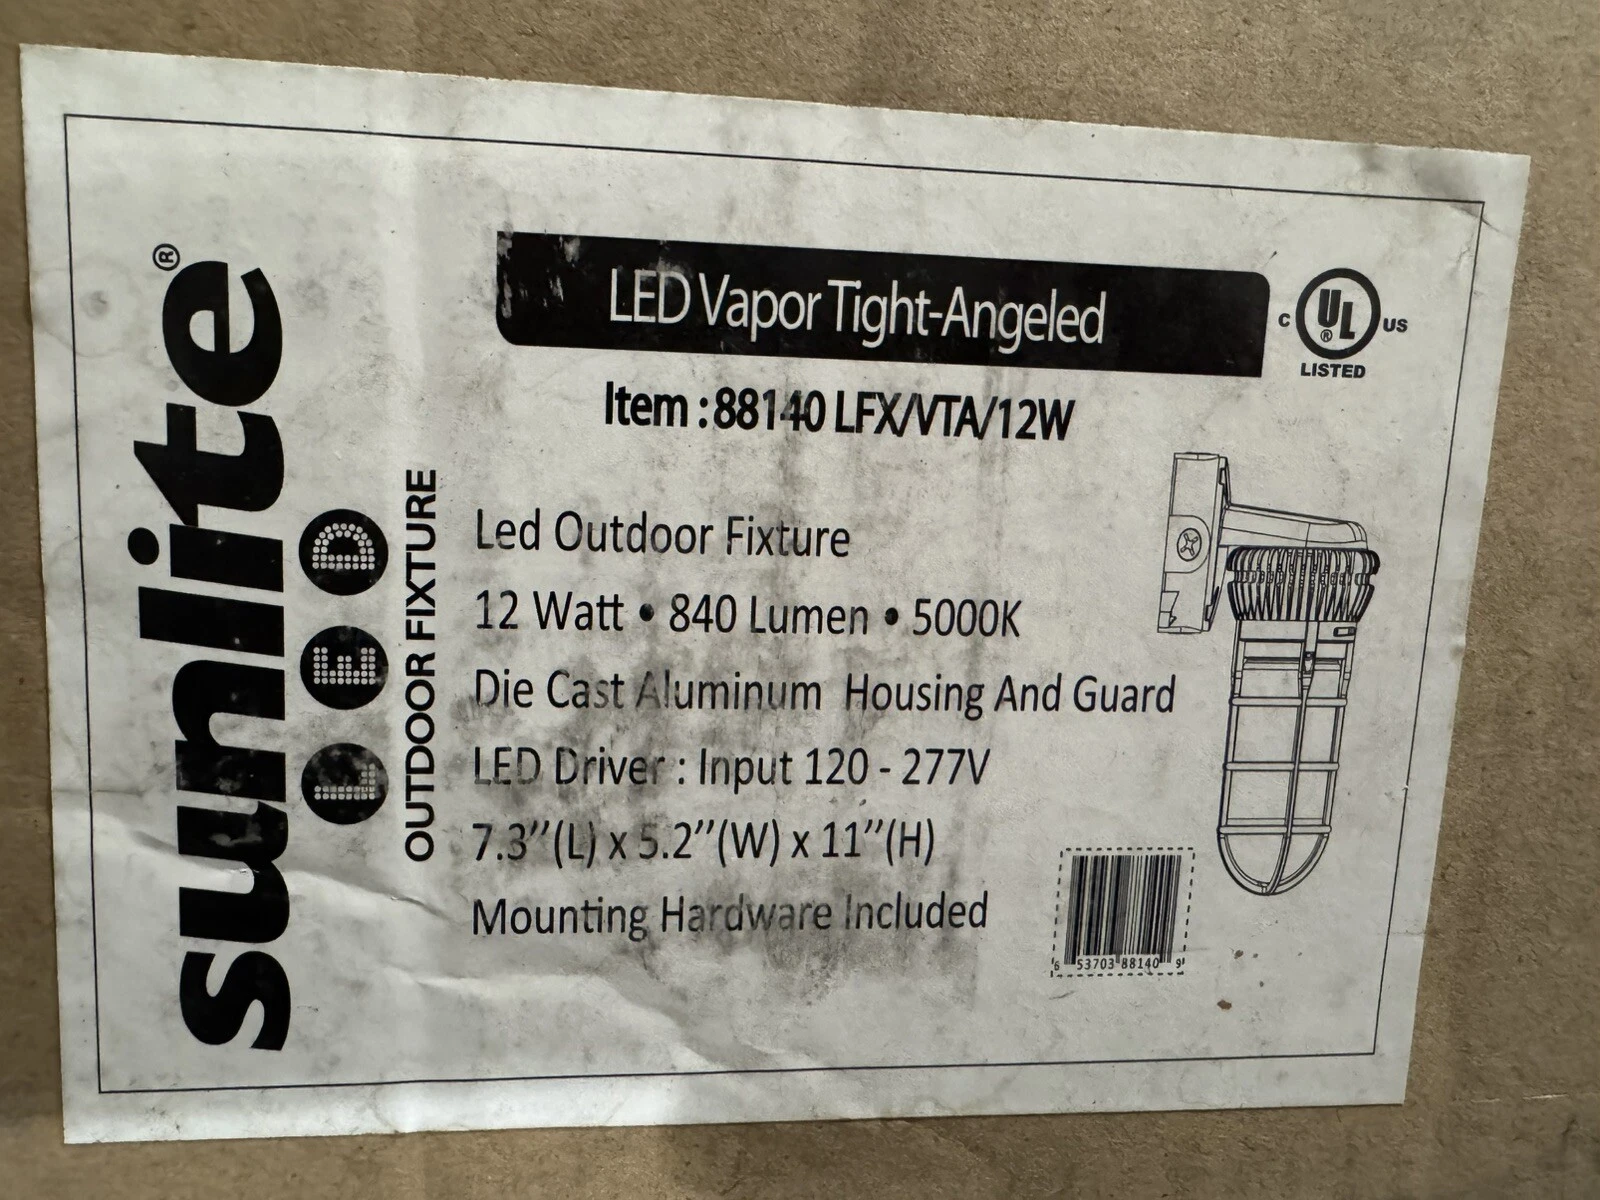 sunlite®
LED
OUTDOOR FIXTURE
LED Vapor Tight-Angeled
C UL® US
LISTED
Item :88140 LFX/VTA/12W
Led Outdoor Fixture
12 Watt • 840 Lumen • 5000K
Die Cast Aluminum Housing And Guard
LED Driver : Input 120 - 277V
7.3’’(L) x 5.2’’(W) x 11’’(H)
Mounting Hardware Included
6 53703 88140 9